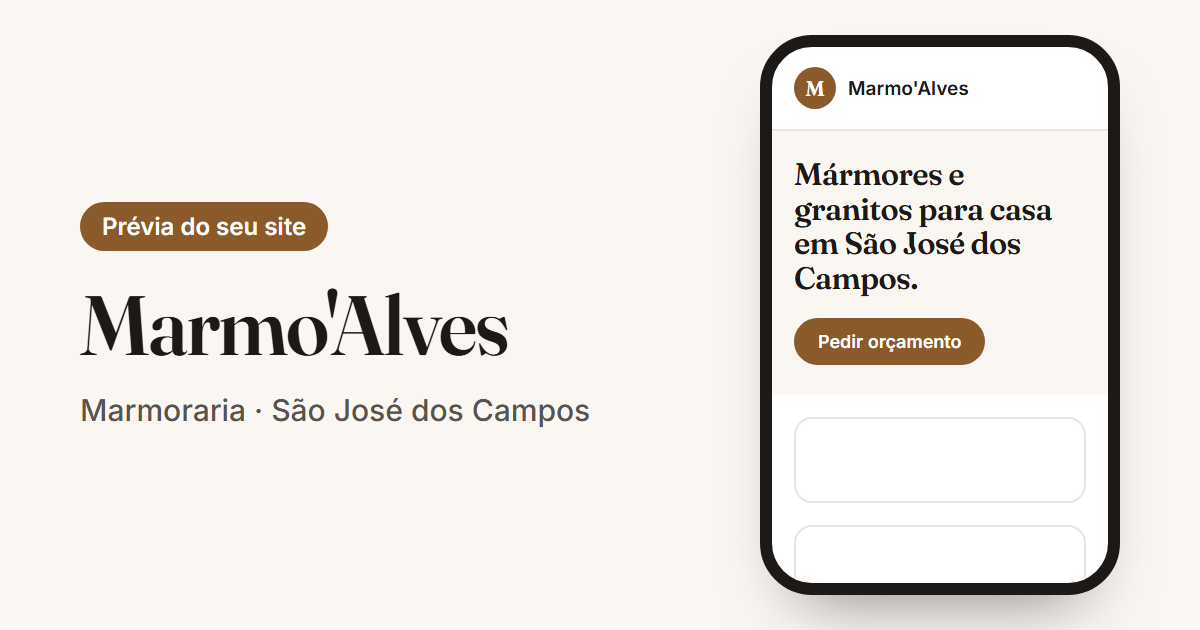 Prévia do seu site
Marmo'Alves
Marmoraria · São José dos Campos
M
Marmo'Alves
Mármores e
granitos para casa
em São José dos
Campos.
Pedir orçamento